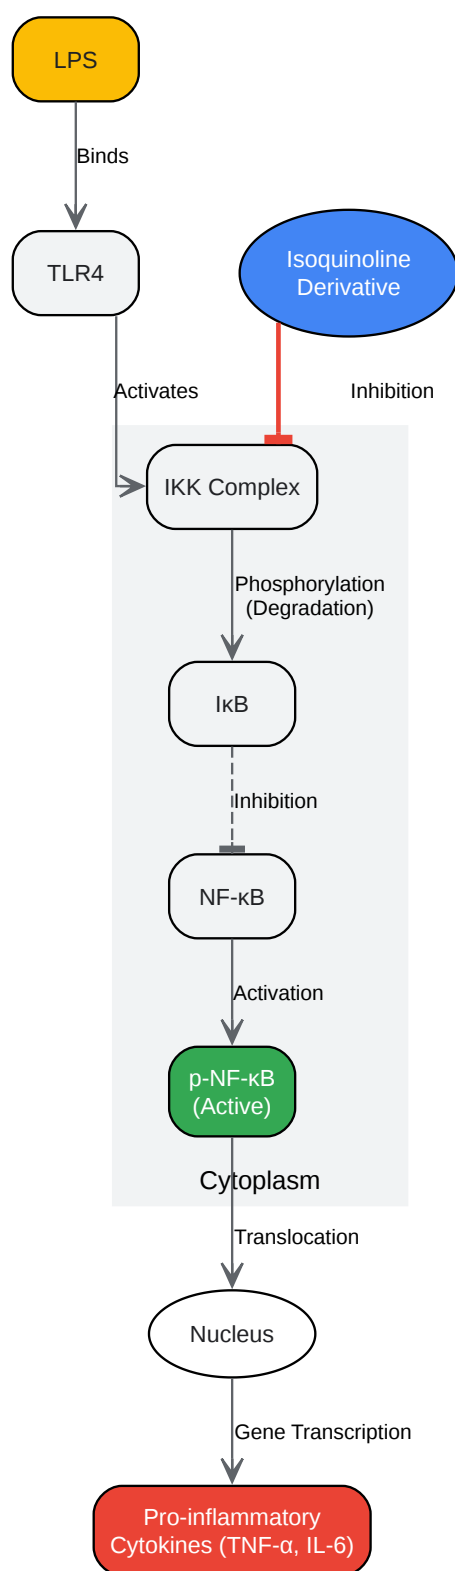 LPS
Binds
TLR4
Isoquinoline
Derivative
Activates
Inhibition
IKK Complex
Phosphorylation
(Degradation)
IκB
Inhibition
NF-κB
Activation
p-NF-κB
(Active)
Cytoplasm
Translocation
Nucleus
Gene Transcription
Pro-inflammatory
Cytokines (TNF-α, IL-6)